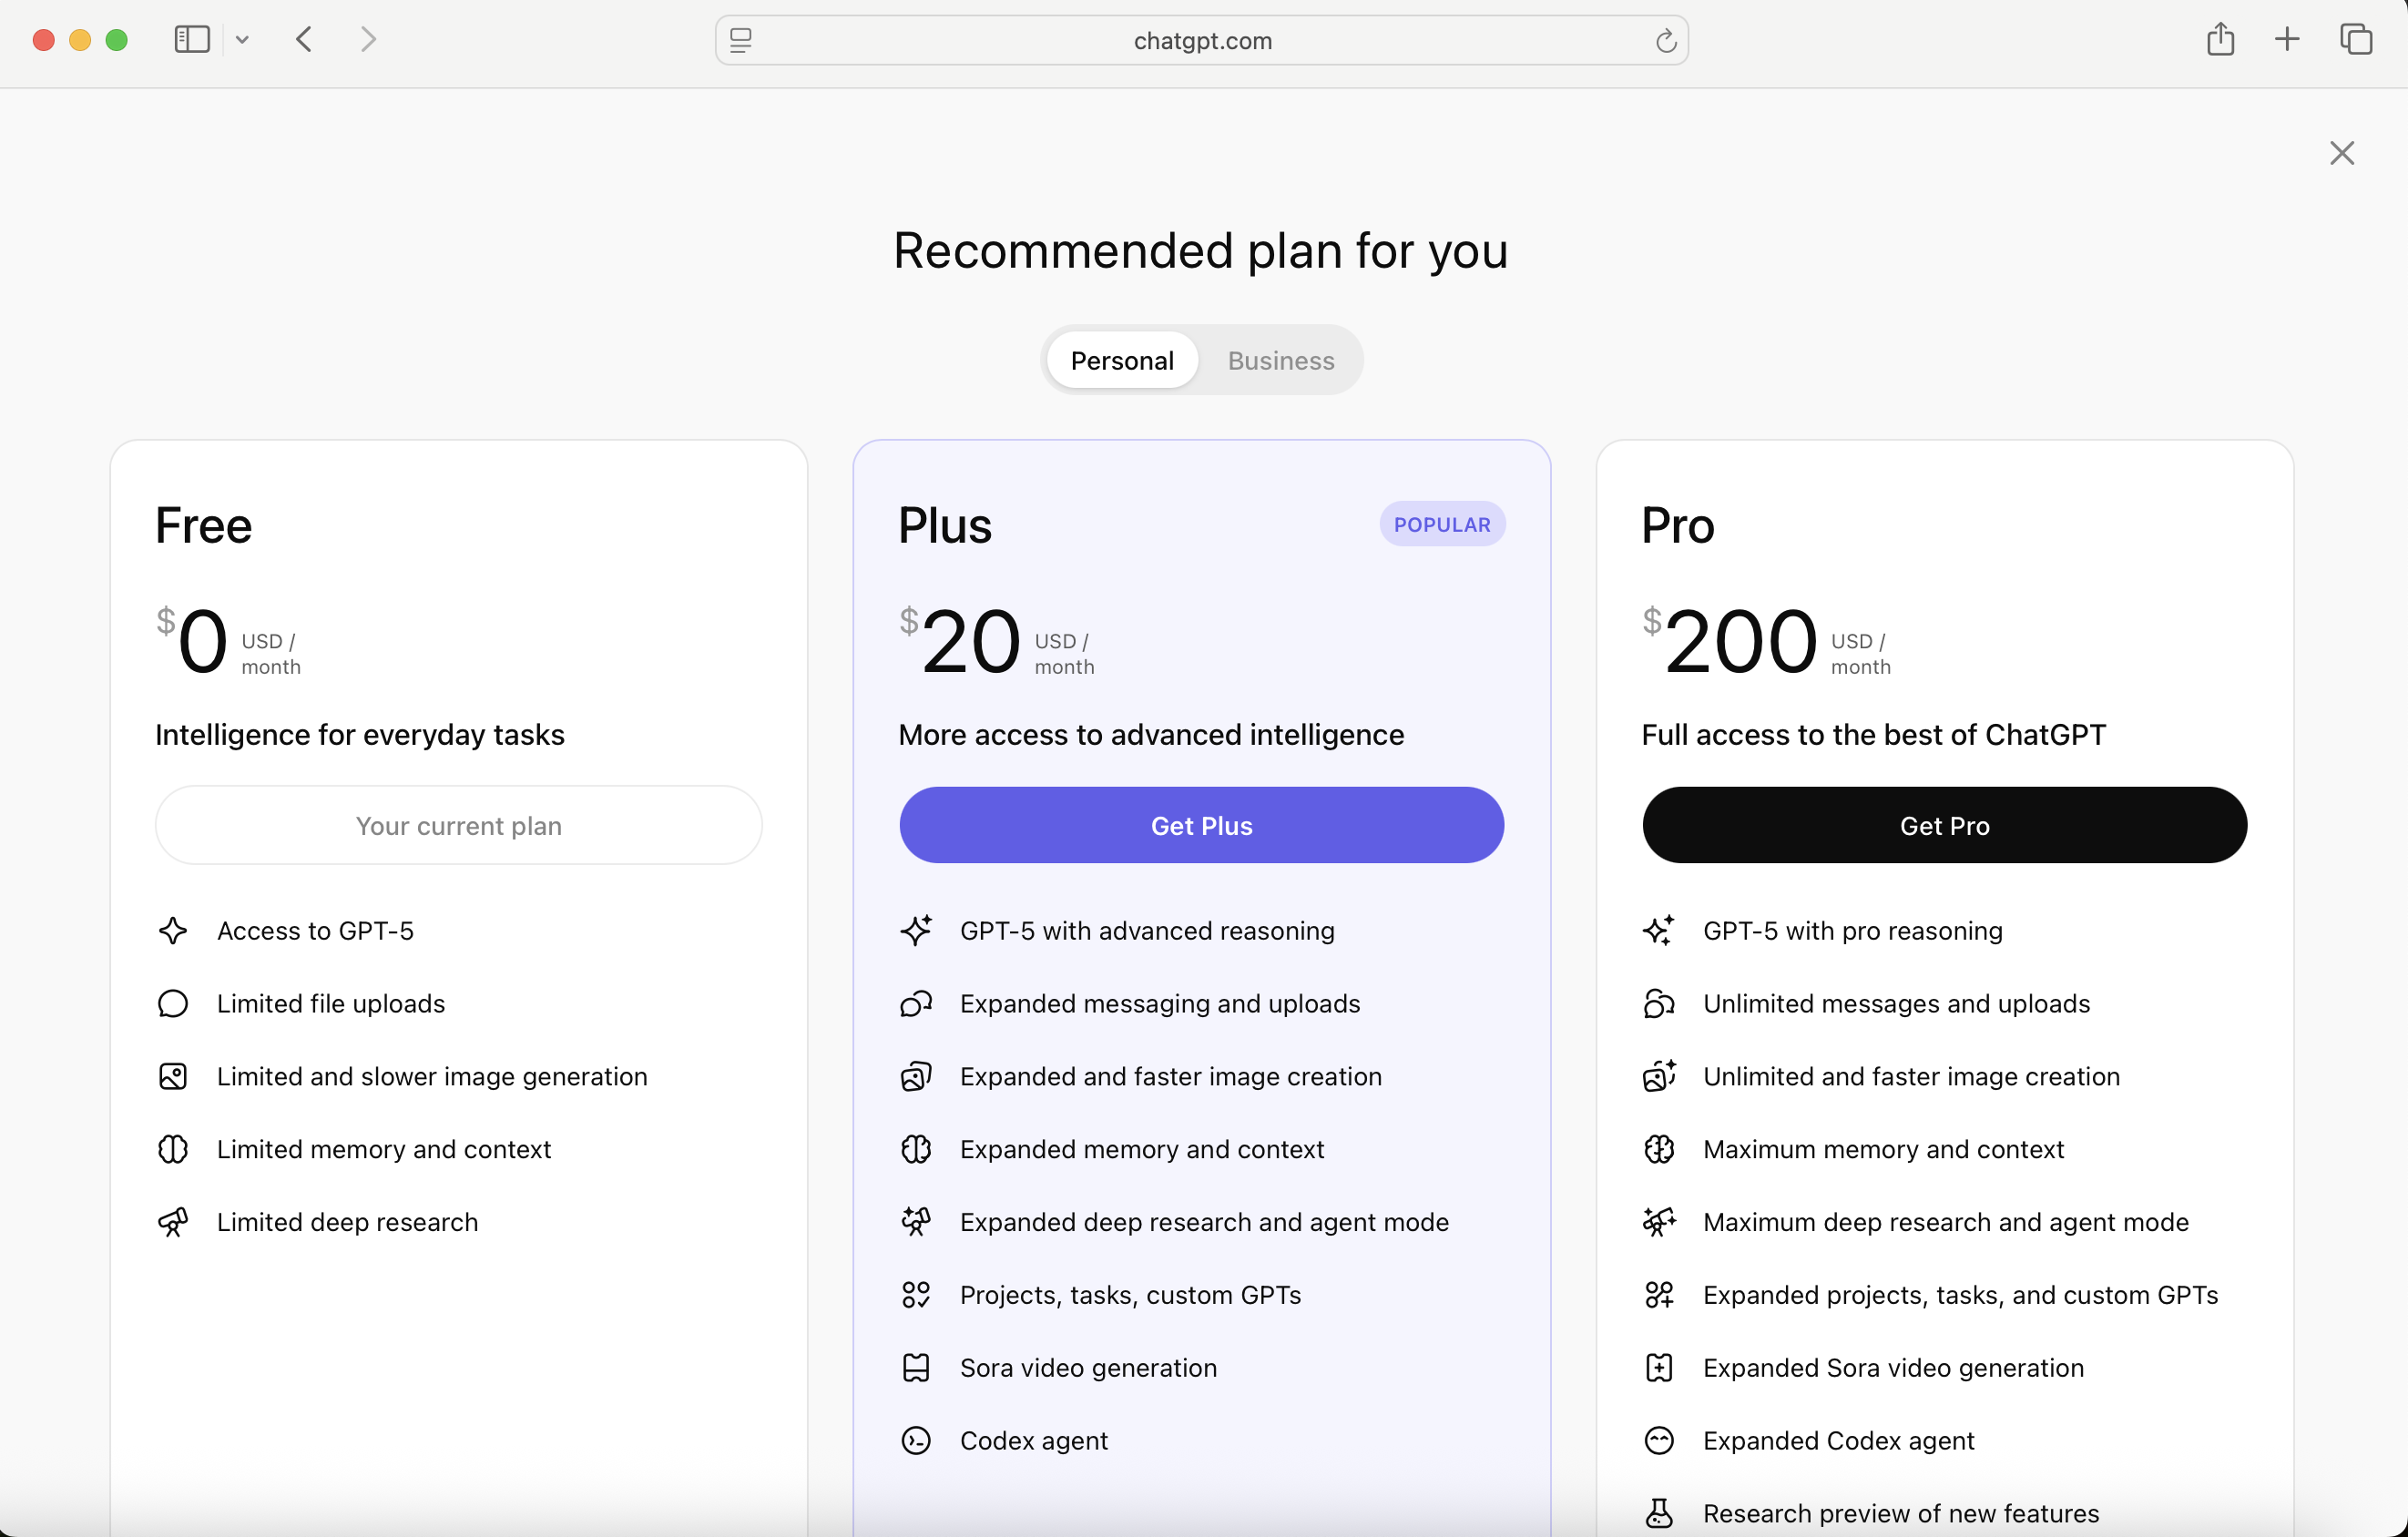 chatgpt.com
Recommended plan for you
Personal
Business
Free
$0 USD /
month
Intelligence for everyday tasks
Your current plan
Access to GPT-5
Limited file uploads
Limited and slower image generation
Limited memory and context
Limited deep research
Plus
POPULAR
$20 USD /
month
More access to advanced intelligence
Get Plus
GPT-5 with advanced reasoning
Expanded messaging and uploads
Expanded and faster image creation
Expanded memory and context
Expanded deep research and agent mode
Projects, tasks, custom GPTs
Sora video generation
Codex agent
Pro
$200 USD /
month
Full access to the best of ChatGPT
Get Pro
GPT-5 with pro reasoning
Unlimited messages and uploads
Unlimited and faster image creation
Maximum memory and context
Maximum deep research and agent mode
Expanded projects, tasks, and custom GPTs
Expanded Sora video generation
Expanded Codex agent
Research preview of new features